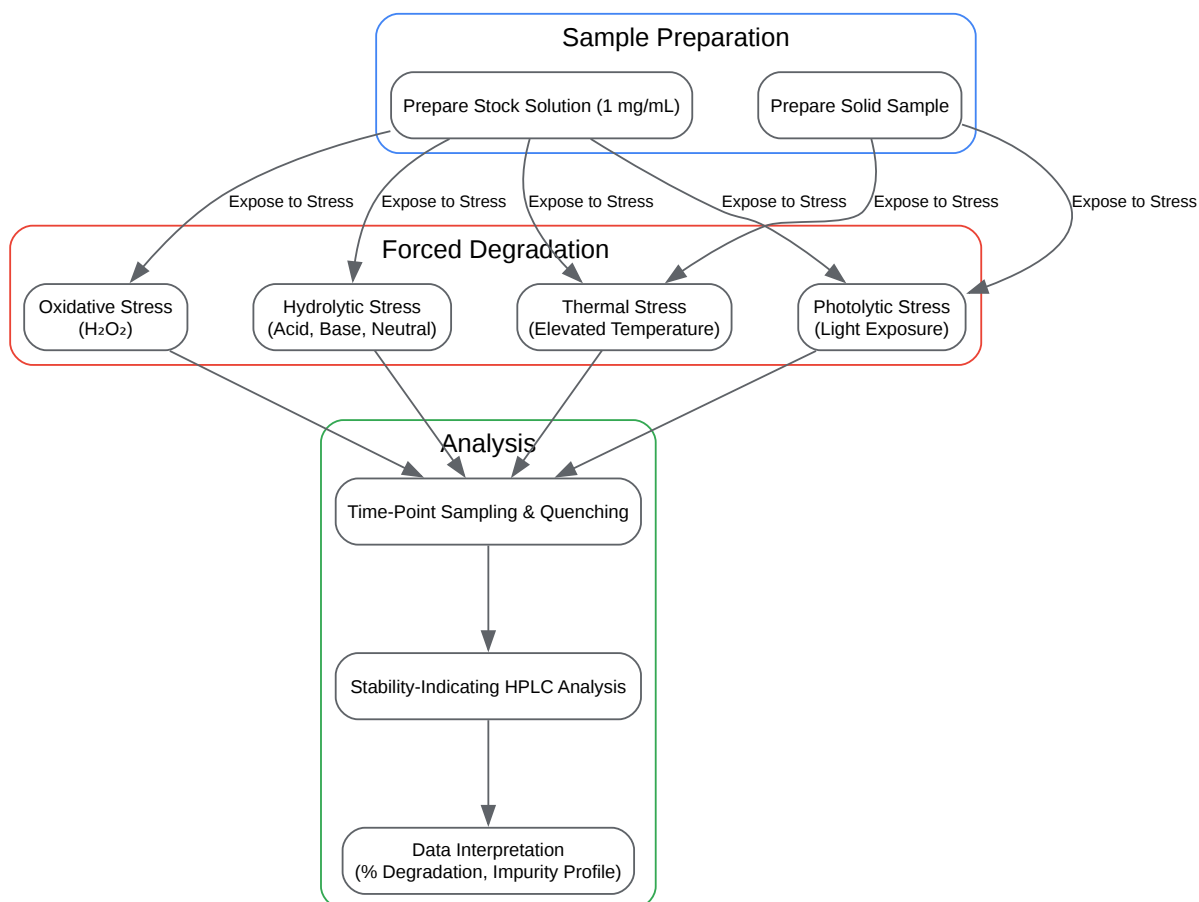 Sample Preparation
Prepare Stock Solution (1 mg/mL)
Prepare Solid Sample
Expose to Stress
Expose to Stress
Expose to Stress
Expose to Stress
Expose to Stress
Expose to Stress
Forced Degradation
Oxidative Stress
(H₂O₂)
Hydrolytic Stress
(Acid, Base, Neutral)
Thermal Stress
(Elevated Temperature)
Photolytic Stress
(Light Exposure)
Analysis
Time-Point Sampling & Quenching
Stability-Indicating HPLC Analysis
Data Interpretation
(% Degradation, Impurity Profile)